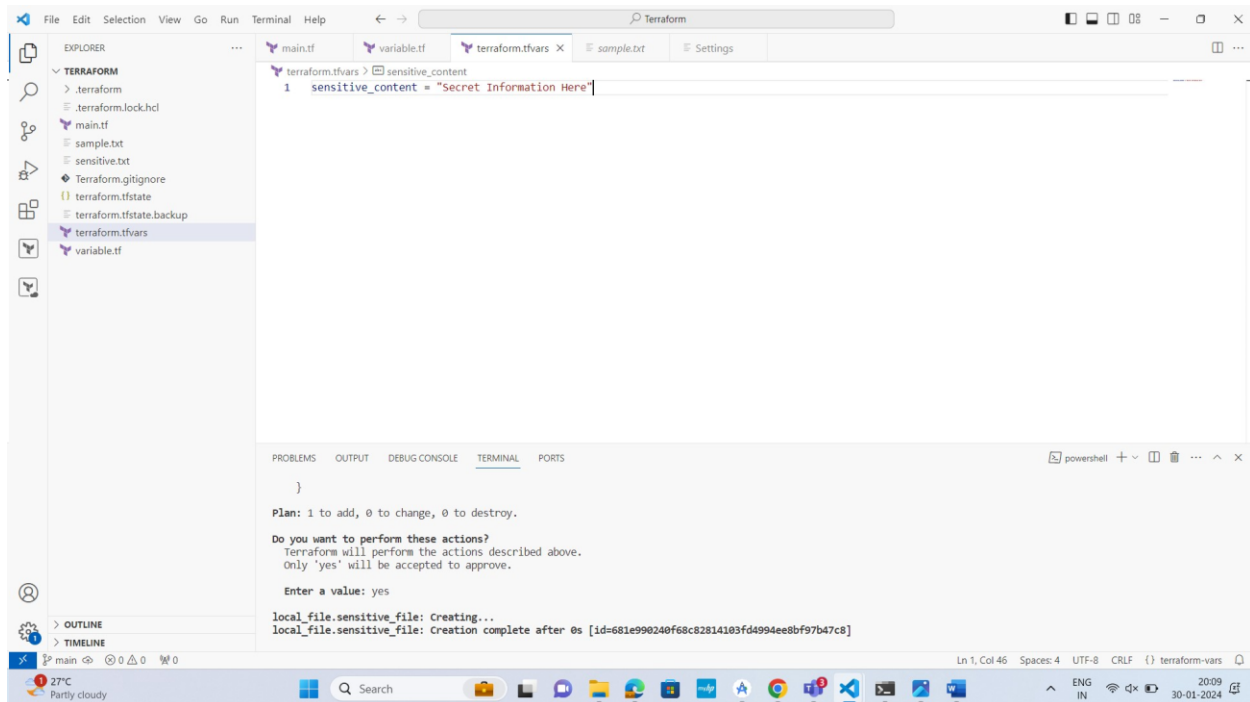 File Edit Selection View Go Run Terminal Help
Terraform
EXPLORER
TERRAFORM
.terraform
.terraform.lock.hcl
main.tf
sample.txt
sensitive.txt
Terraform.gitignore
terraform.tfstate
terraform.tfstate.backup
terraform.tfvars
variable.tf
OUTLINE
TIMELINE
main.tf variable.tf terraform.tfvars sample.txt Settings
terraform.tfvars > sensitive_content
1 sensitive_content = "Secret Information Here"
PROBLEMS OUTPUT DEBUG CONSOLE TERMINAL PORTS
powershell
}
Plan: 1 to add, 0 to change, 0 to destroy.
Do you want to perform these actions?
Terraform will perform the actions described above.
Only 'yes' will be accepted to approve.
Enter a value: yes
local_file.sensitive_file: Creating...
local_file.sensitive_file: Creation complete after 0s [id=681e990240f68c82814103fd4994ee8bf97b47c8]
main 0 0 0
Ln 1, Col 46 Spaces: 4 UTF-8 CRLF {} terraform-vars
1
27°C
Partly cloudy
Search
3
ENG
IN
20:09
30-01-2024